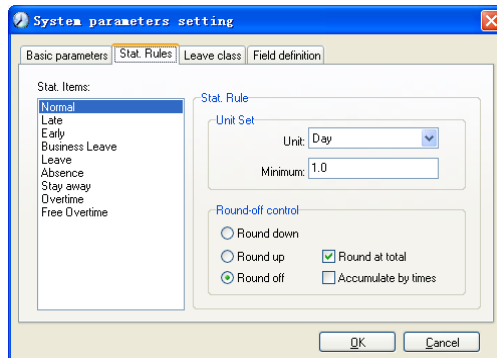 System parameters setting
Basic parameters Stat. Rules Leave class Field definition
Stat. Items:
Normal
Late
Early
Business Leave
Leave
Absence
Stay away
Overtime
Free Overtime
Stat. Rule
Unit Set
Unit: Day
Minimum: 1.0
Round-off control
Round down
Round up Round at total
Round off Accumulate by times
OK Cancel